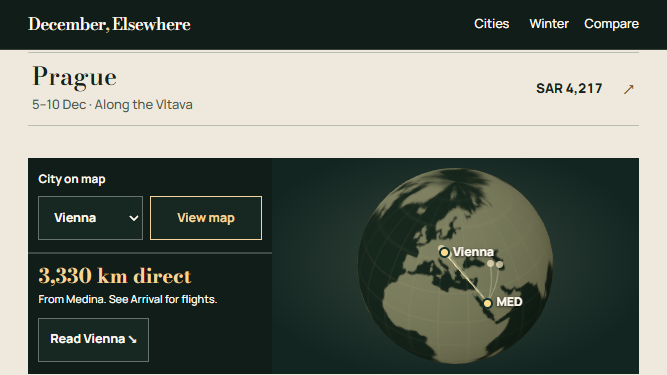 December, Elsewhere
Cities Winter Compare
Prague
5–10 Dec · Along the Vltava
SAR 4,217 ↗
City on map
Vienna
View map
3,330 km direct
From Medina. See Arrival for flights.
Read Vienna ↘
Vienna
MED